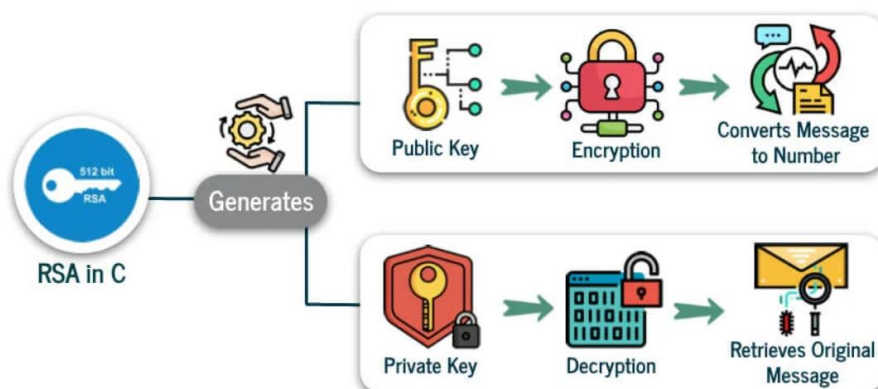 512 bit
RSA
RSA in C
Generates
Public Key
Encryption
Converts Message
to Number
Private Key
Decryption
Retrieves Original
Message